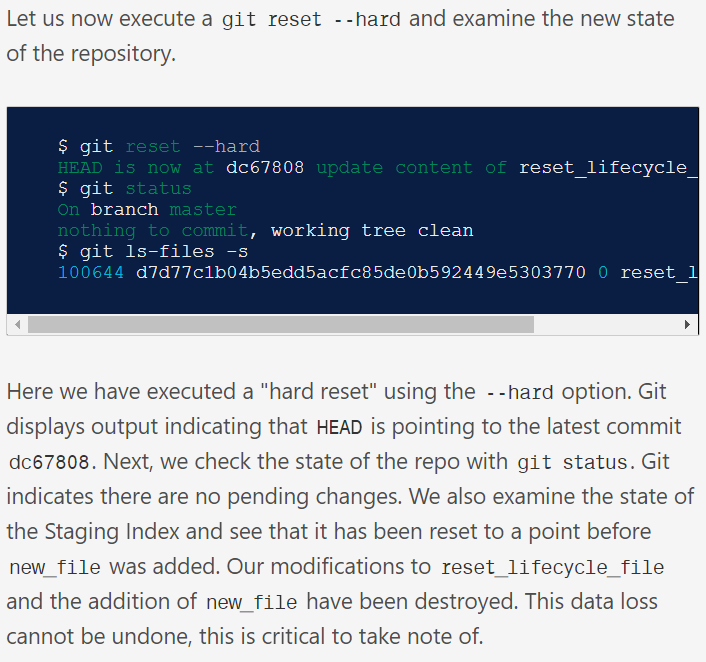 Let us now execute a git reset --hard and examine the new state
of the repository.
$ git reset --hard
HEAD is now at dc67808 update content of reset_lifecycle_
$ git status
On branch master
nothing to commit, working tree clean
$ git ls-files -s
100644 d7d77c1b04b5edd5acfc85de0b592449e5303770 0 reset_l
Here we have executed a "hard reset" using the --hard option. Git
displays output indicating that HEAD is pointing to the latest commit
dc67808. Next, we check the state of the repo with git status. Git
indicates there are no pending changes. We also examine the state of
the Staging Index and see that it has been reset to a point before
new_file was added. Our modifications to reset_lifecycle_file
and the addition of new_file have been destroyed. This data loss
cannot be undone, this is critical to take note of.